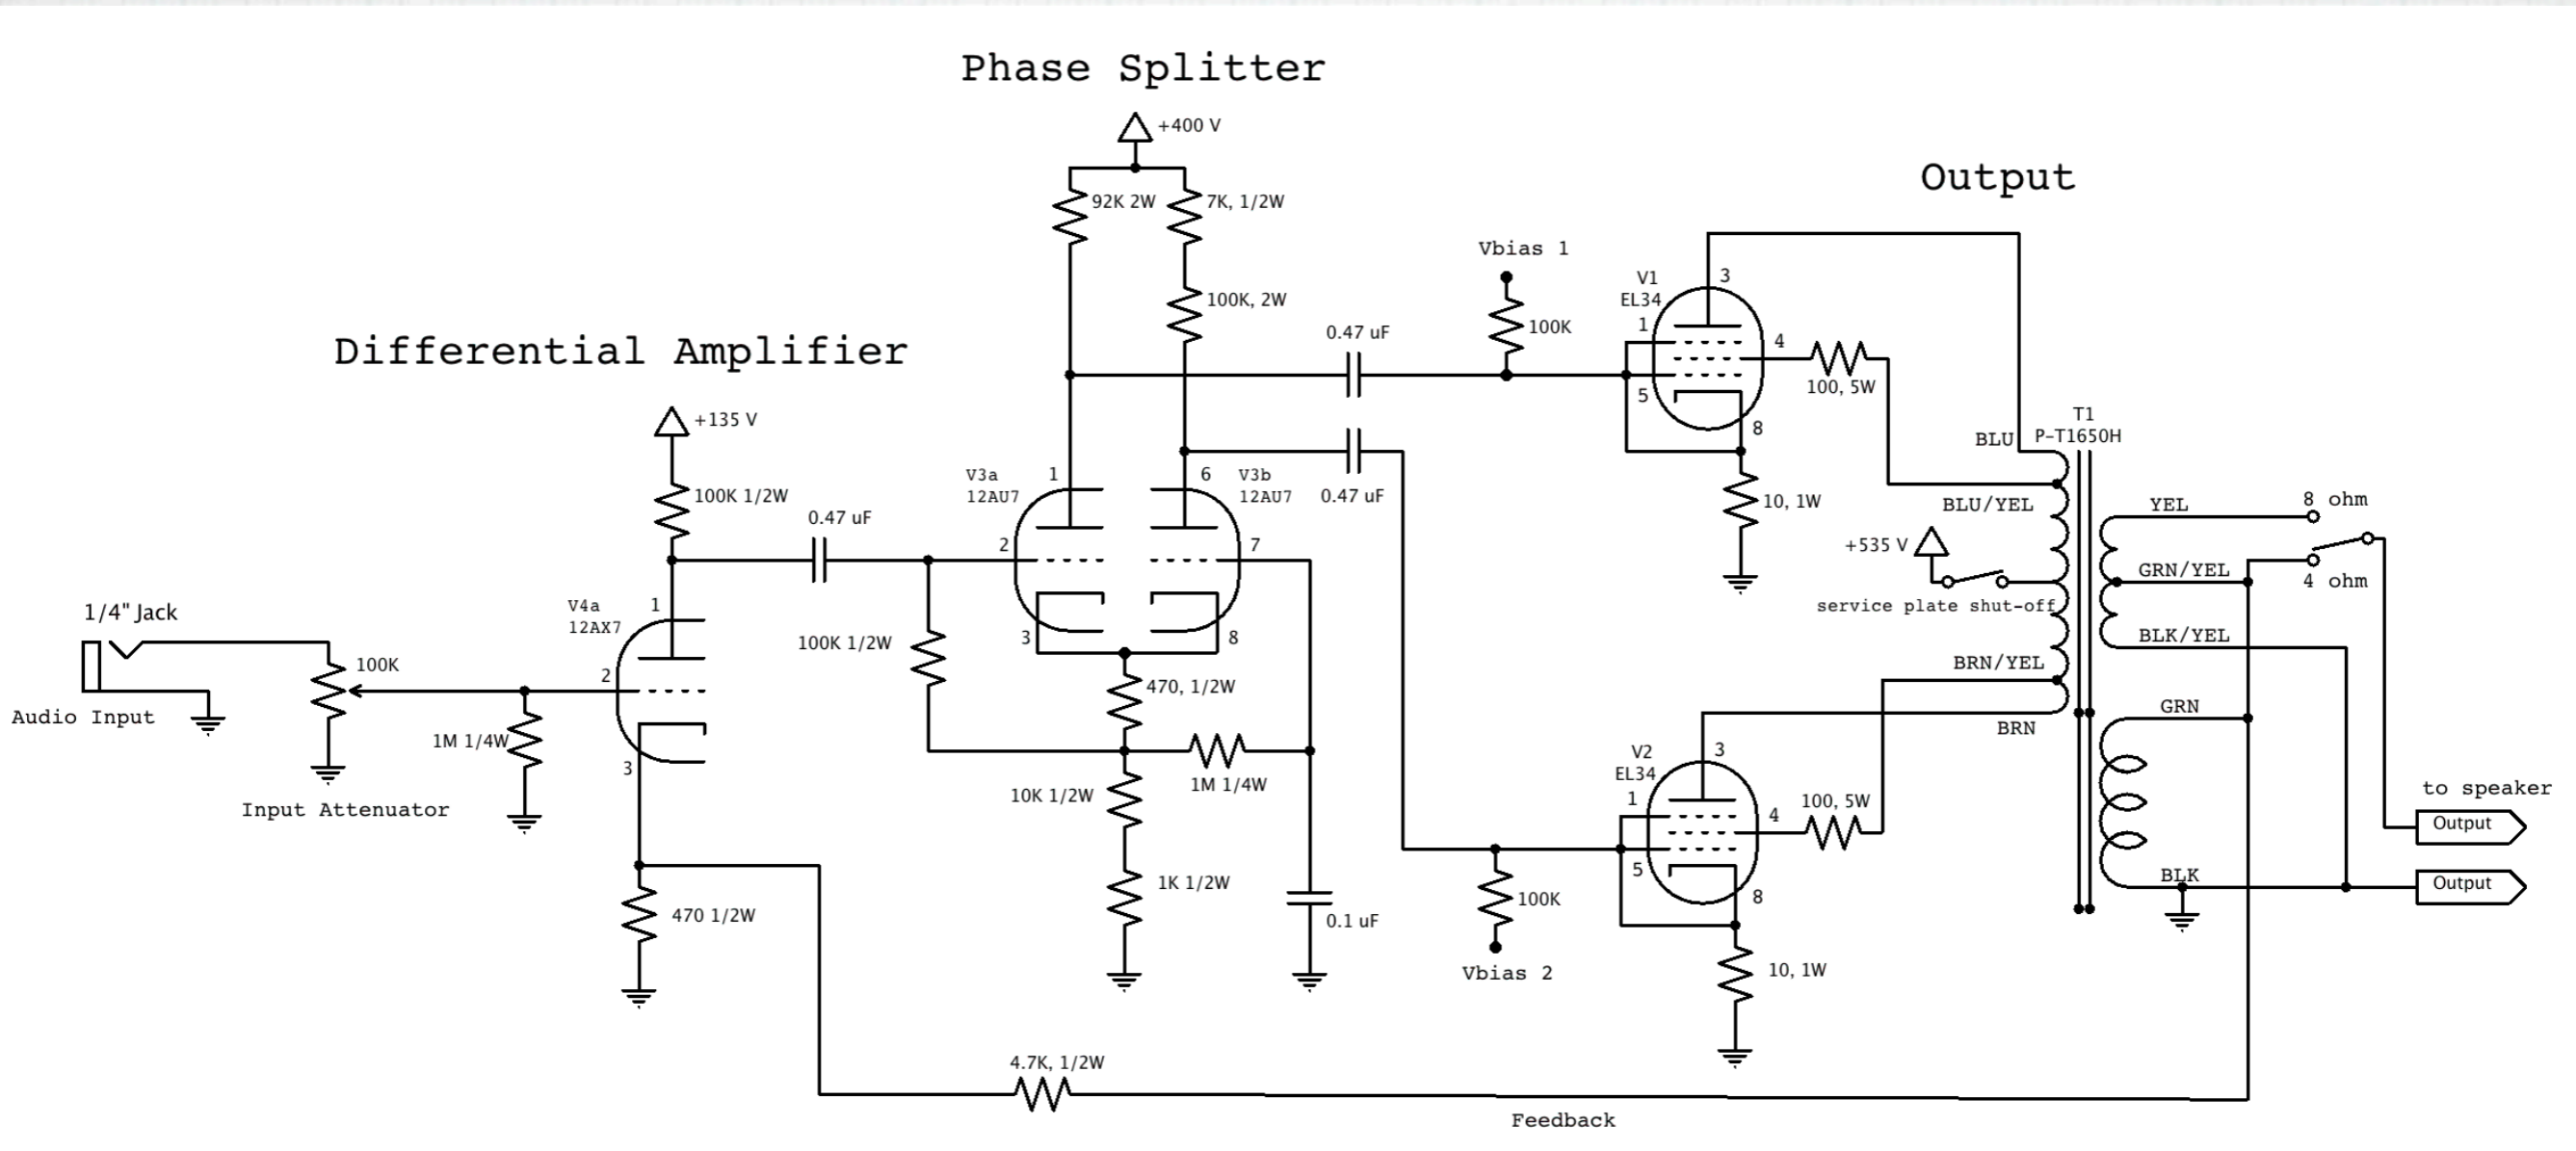 Phase Splitter
+400 V
92K 2W
7K, 1/2W
100K, 2W
Output
Vbias 1
100K
0.47 uF
0.47 uF
V1
EL34
3
1
4
5
8
100, 5W
10, 1W
Differential Amplifier
+135 V
100K 1/2W
0.47 uF
V3a
12AU7
1
2
3
6
V3b
12AU7
7
8
100K 1/2W
470, 1/2W
1M 1/4W
10K 1/2W
1K 1/2W
0.1 uF
1/4" Jack
Audio Input
100K
Input Attenuator
1M 1/4W
V4a
12AX7
1
2
3
470 1/2W
T1
P-T1650H
BLU
BLU/YEL
+535 V
service plate shut-off
BRN/YEL
BRN
YEL
8 ohm
GRN/YEL
4 ohm
BLK/YEL
GRN
BLK
to speaker
Output
Output
V2
EL34
3
1
4
5
8
100, 5W
10, 1W
100K
Vbias 2
4.7K, 1/2W
Feedback